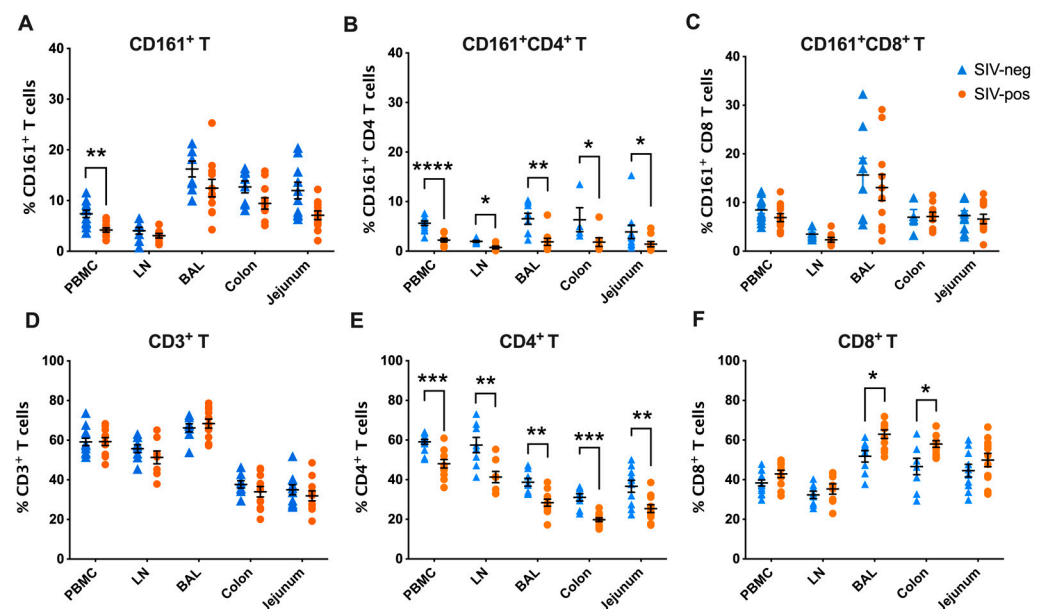 A
CD161⁺ T
% CD161⁺ T cells
40
30
20
10
0
**
PBMC
LN
BAL
Colon
Jejunum
B
CD161⁺CD4⁺ T
% CD161⁺ CD4 T cells
40
30
20
10
0
****
*
**
*
*
PBMC
LN
BAL
Colon
Jejunum
C
CD161⁺CD8⁺ T
% CD161⁺ CD8 T cells
40
30
20
10
0
SIV-neg
SIV-pos
PBMC
LN
BAL
Colon
Jejunum
D
CD3⁺ T
% CD3⁺ T cells
100
80
60
40
20
0
PBMC
LN
BAL
Colon
Jejunum
E
CD4⁺ T
% CD4⁺ T cells
100
80
60
40
20
0
***
**
**
***
**
PBMC
LN
BAL
Colon
Jejunum
F
CD8⁺ T
% CD8⁺ T cells
100
80
60
40
20
0
*
*
PBMC
LN
BAL
Colon
Jejunum